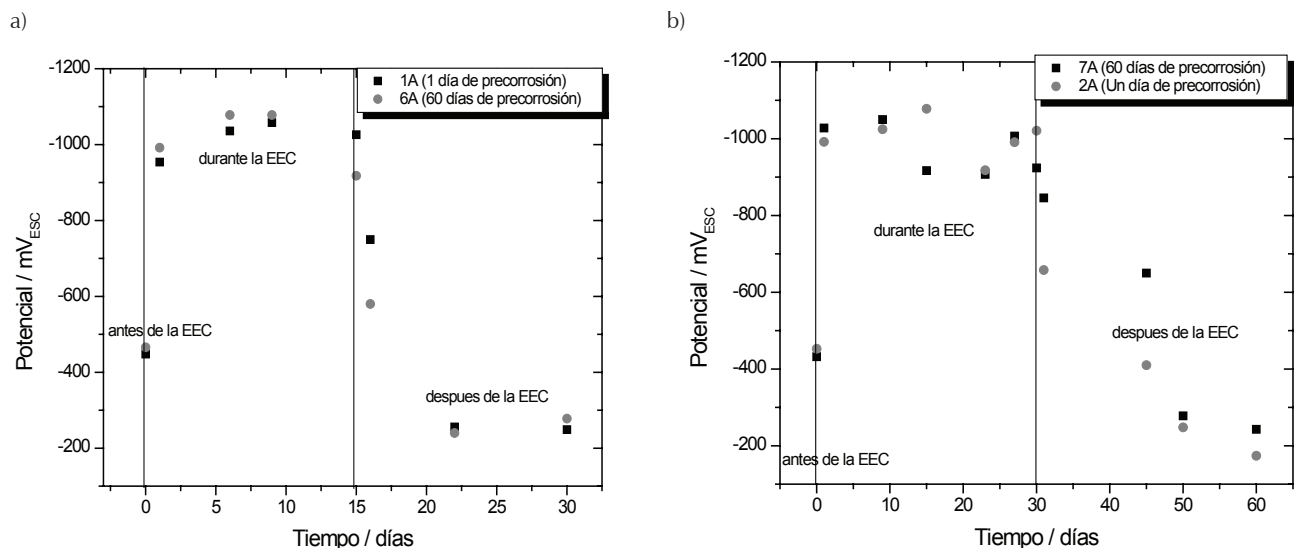 a)
-1200
-1000
-800
-600
-400
-200
Potencial / mV_ESC
1A (1 día de precorrosión)
6A (60 días de precorrosión)
durante la EEC
antes de la EEC
despues de la EEC
0 5 10 15 20 25 30
Tiempo / días
b)
-1200
-1000
-800
-600
-400
-200
Potencial / mV_ESC
7A (60 días de precorrosión)
2A (Un día de precorrosión)
durante la EEC
despues de la EEC
antes de la EEC
0 10 20 30 40 50 60
Tiempo / días